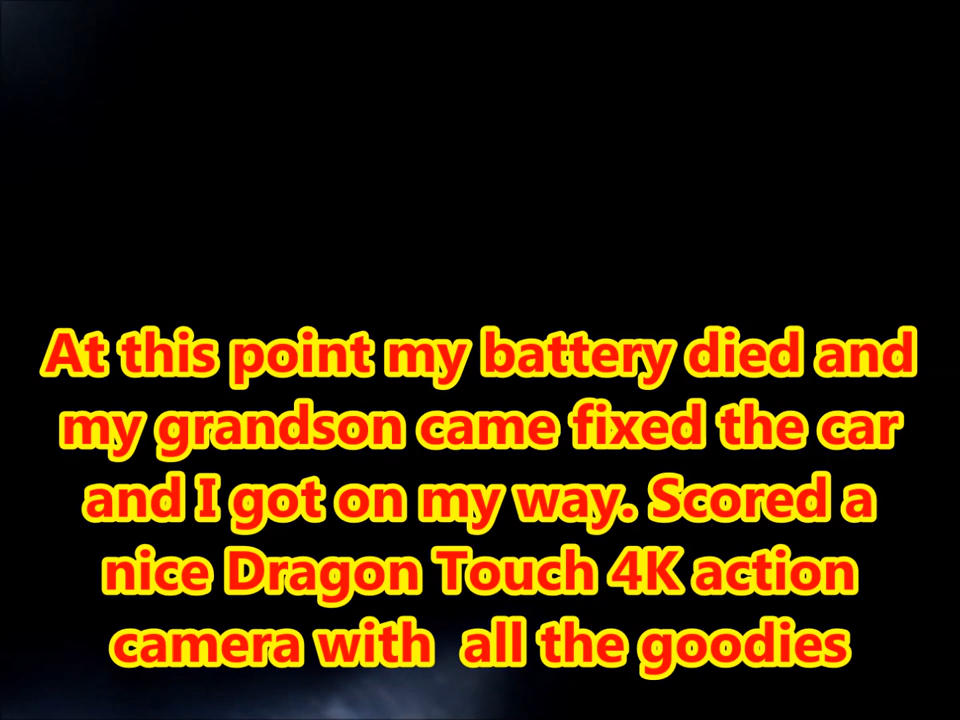 At this point my battery died and
my grandson came fixed the car
and I got on my way. Scored a
nice Dragon Touch 4K action
camera with  all the goodies